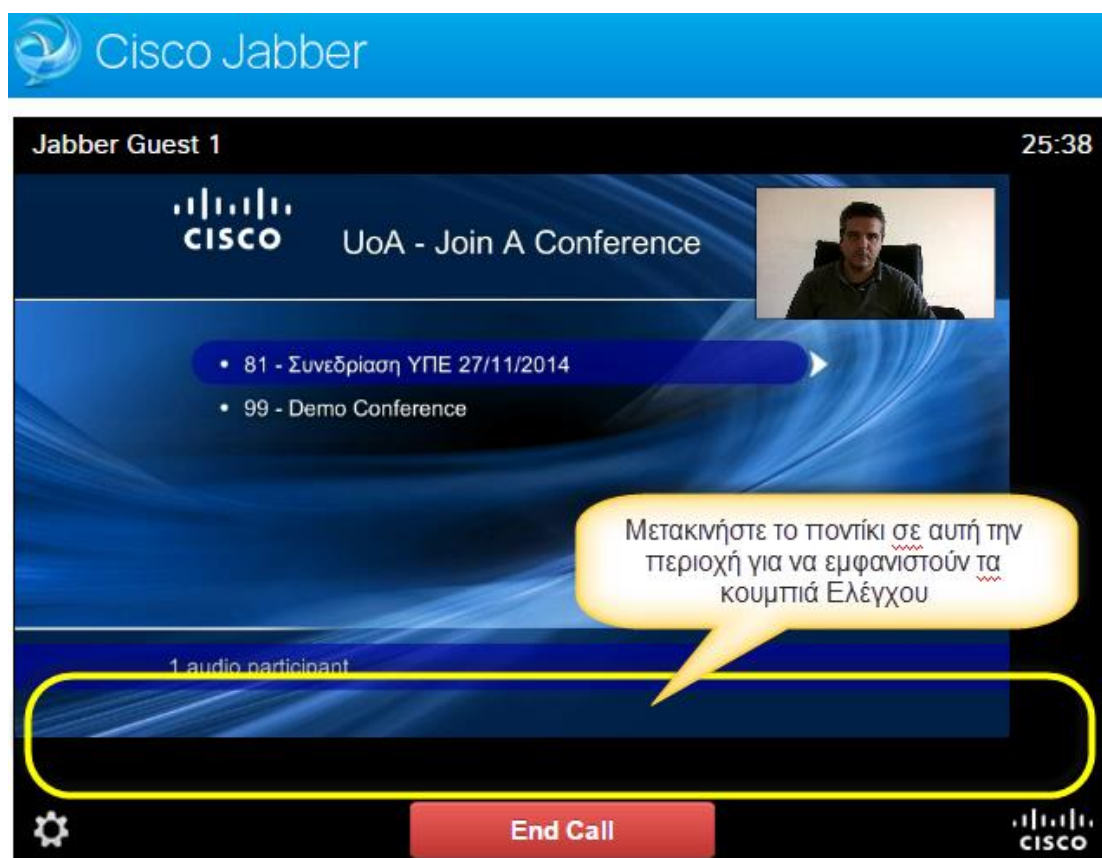 Cisco Jabber
Jabber Guest 1
25:38
CISCO
UoA - Join A Conference
• 81 - Συνεδρίαση ΥΠΕ 27/11/2014
• 99 - Demo Conference
Μετακινήστε το ποντίκι σε αυτή την
περιοχή για να εμφανιστούν τα
κουμπιά Ελέγχου
1 audio participant
End Call
CISCO